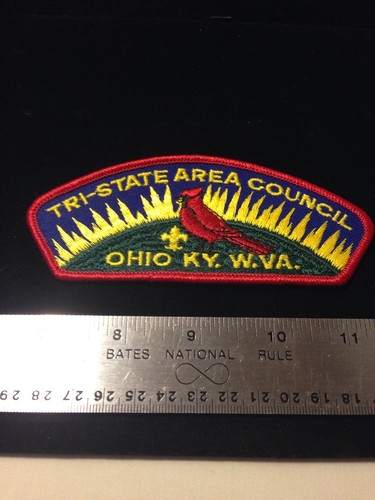 TRI-STATE AREA COUNCIL
OHIO KY. W.VA.
8 9 10 11
BATES NATIONAL RULE
29 28 27 26 25 24 23 22 21 20 19 18 17